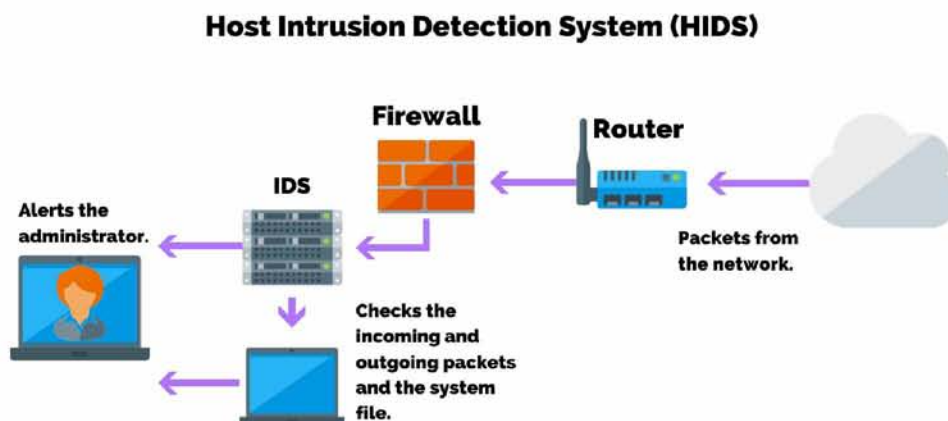 Host Intrusion Detection System (HIDS)
Firewall
Router
IDS
Alerts the
administrator.
Packets from
the network.
Checks the
incoming and
outgoing packets
and the system
file.